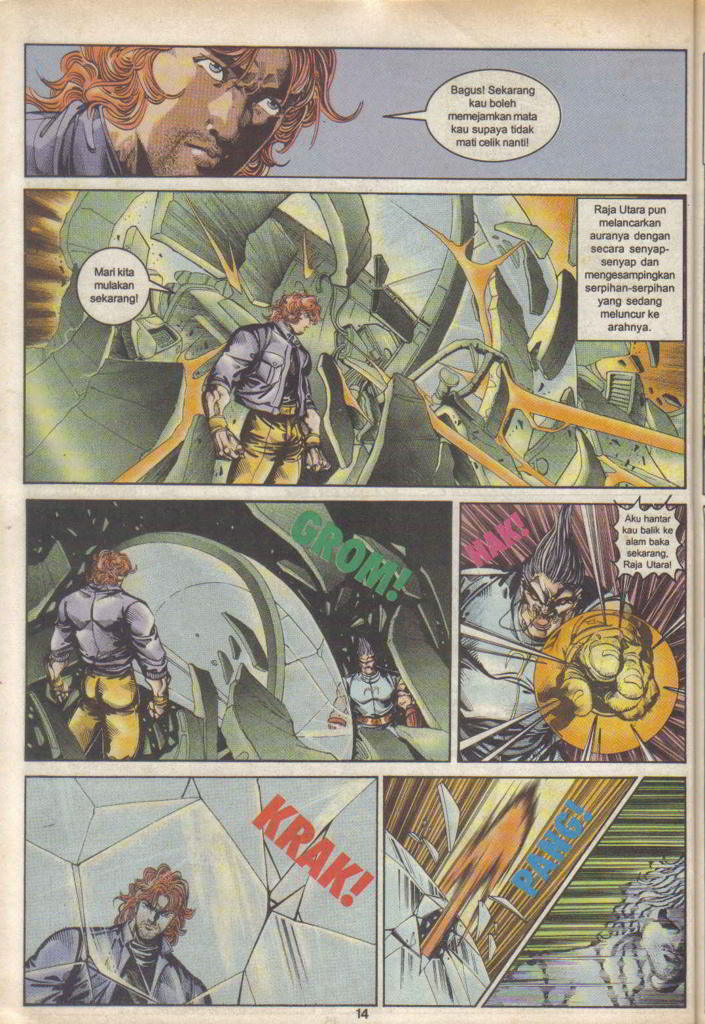 Bagus! Sekarang
kau boleh
memejamkan mata
kau supaya tidak
mati celik nanti!
Mari kita
mulakan
sekarang!
Raja Utara pun
melancarkan
auranya dengan
secara senyap-
senyap dan
mengesampingkan
serpihan-serpihan
yang sedang
meluncur ke
arahnya.
GROM!
WAK!
Aku hantar
kau balik ke
alam baka
sekarang,
Raja Utara!
KRAK!
PANG!
14